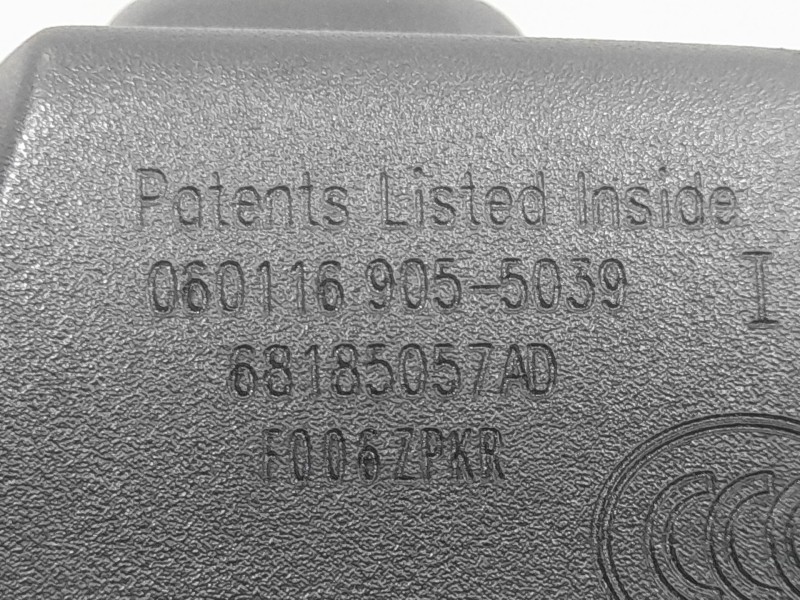 Patents Listed Inside
060116 905-5039 I
68185057AD
F006ZPKR